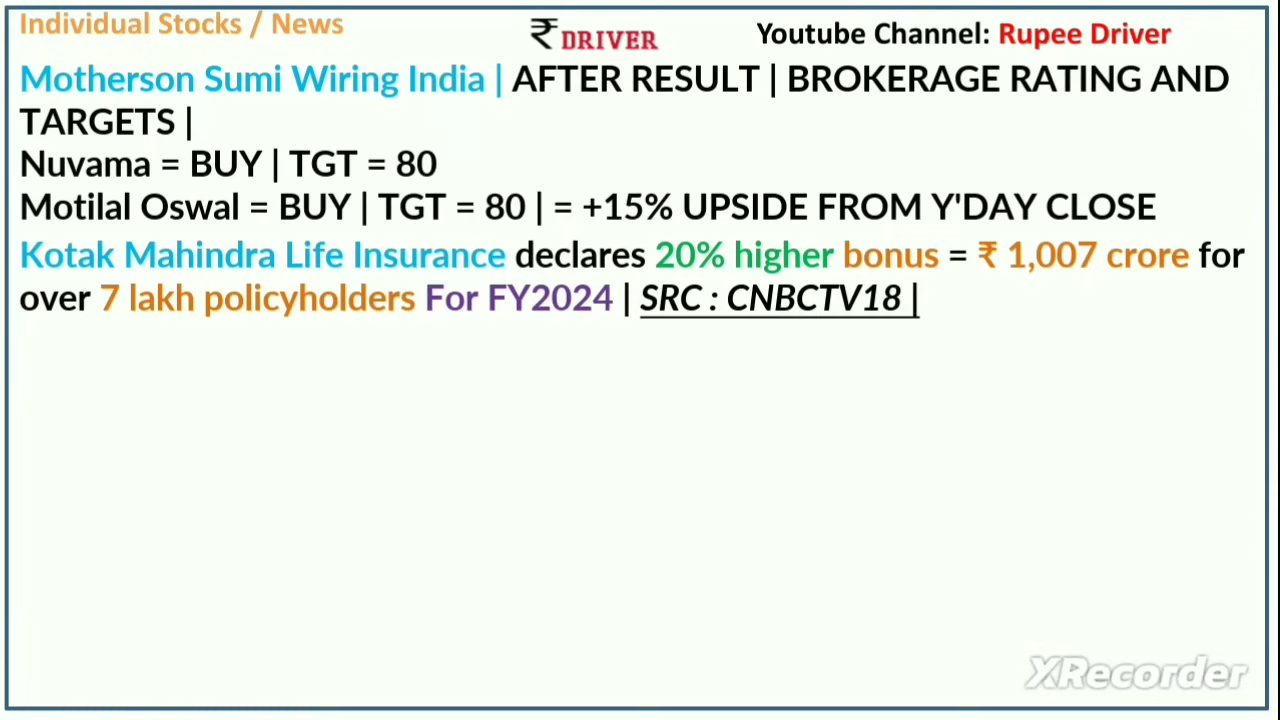 Individual Stocks / News
₹ DRIVER
Youtube Channel: Rupee Driver
Motherson Sumi Wiring India | AFTER RESULT | BROKERAGE RATING AND
TARGETS |
Nuvama = BUY | TGT = 80
Motilal Oswal = BUY | TGT = 80 | = +15% UPSIDE FROM Y'DAY CLOSE
Kotak Mahindra Life Insurance declares 20% higher bonus = ₹ 1,007 crore for
over 7 lakh policyholders For FY2024 | SRC : CNBCTV18 |
XRecorder